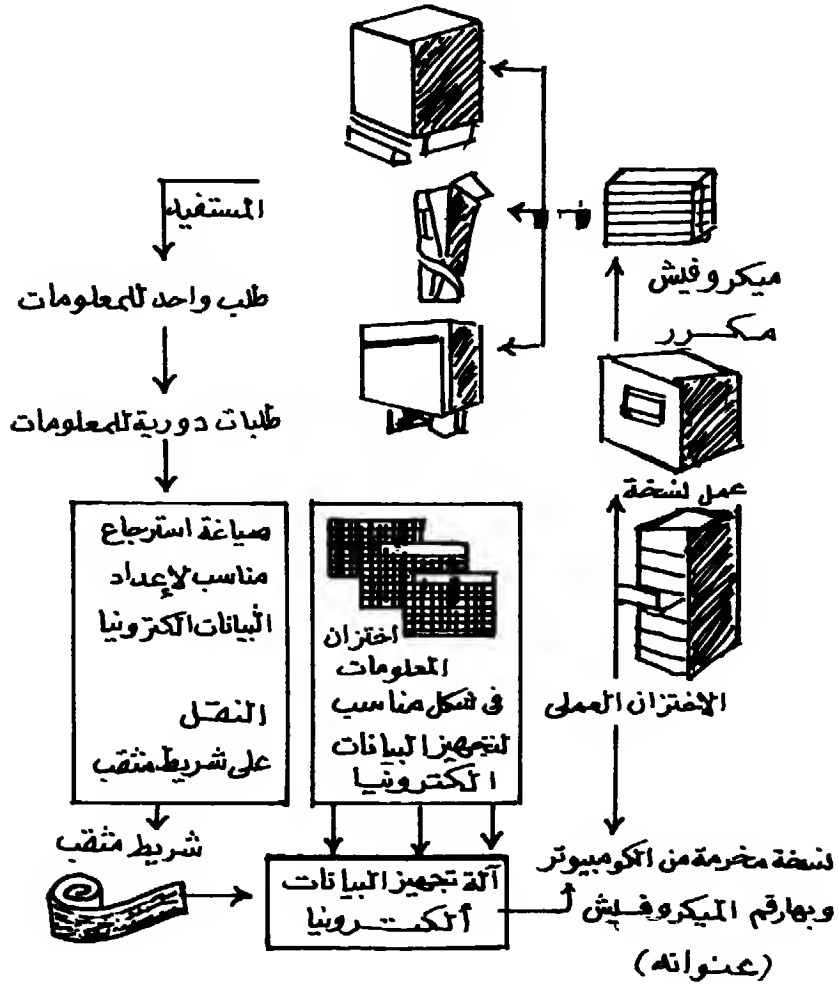 المستفيد
طلب واحد للمعلومات
طلبات دورية للمعلومات
صياغة استرجاع
مناسب لإعداد
البيانات الكترونيا
النقل
على شريط مثقب
شريط مثقب
اختزان
المعلومات
فى شكل مناسب
لتجهيز البيانات
الكترونيا
آلة تجهيز البيانات
ألكترونيا
ميكروفيش
مكرر
عمل نسخة
الاختزان العملى
نسخة مخرمة من الكومبيوتر
وبها رقم الميكروفيش
(عنوانه)